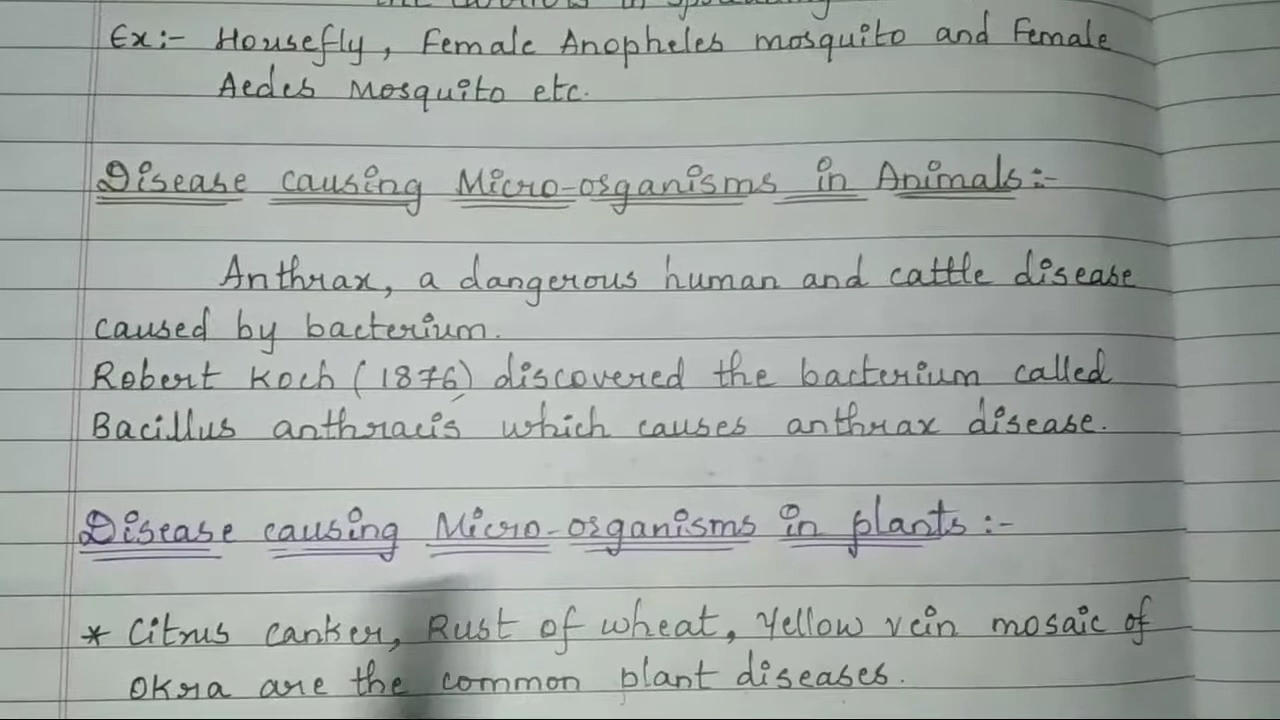 Ex:- Housefly, Female Anopheles mosquito and Female
Aedes Mosquito etc.
Disease causing Micro-organisms in Animals:-
Anthrax, a dangerous human and cattle disease
caused by bacterium.
Robert Koch (1876) discovered the bacterium called
Bacillus anthracis which causes anthrax disease.
Disease causing Micro-organisms in plants:-
* Citrus canker, Rust of wheat, Yellow vein mosaic of
Okra are the common plant diseases.